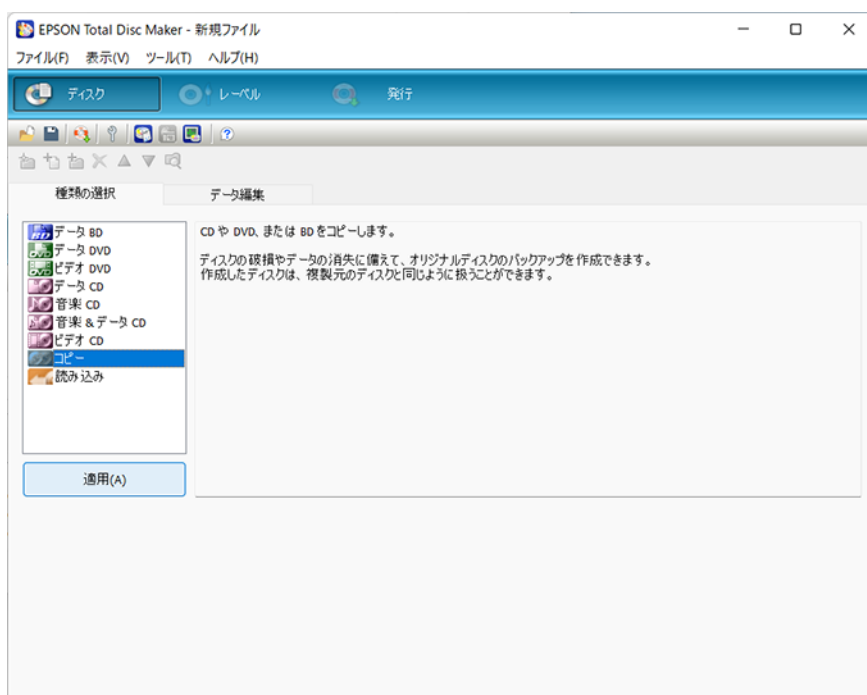 EPSON Total Disc Maker - 新規ファイル
ファイル(F) 表示(V) ツール(T) ヘルプ(H)
ディスク レーベル 発行
種類の選択 データ編集
データ BD
データ DVD
ビデオ DVD
データ CD
音楽 CD
音楽 & データ CD
ビデオ CD
コピー
読み込み
適用(A)
CD や DVD、または BD をコピーします。
ディスクの破損やデータの消失に備えて、オリジナルディスクのバックアップを作成できます。
作成したディスクは、複製元のディスクと同じように扱うことができます。